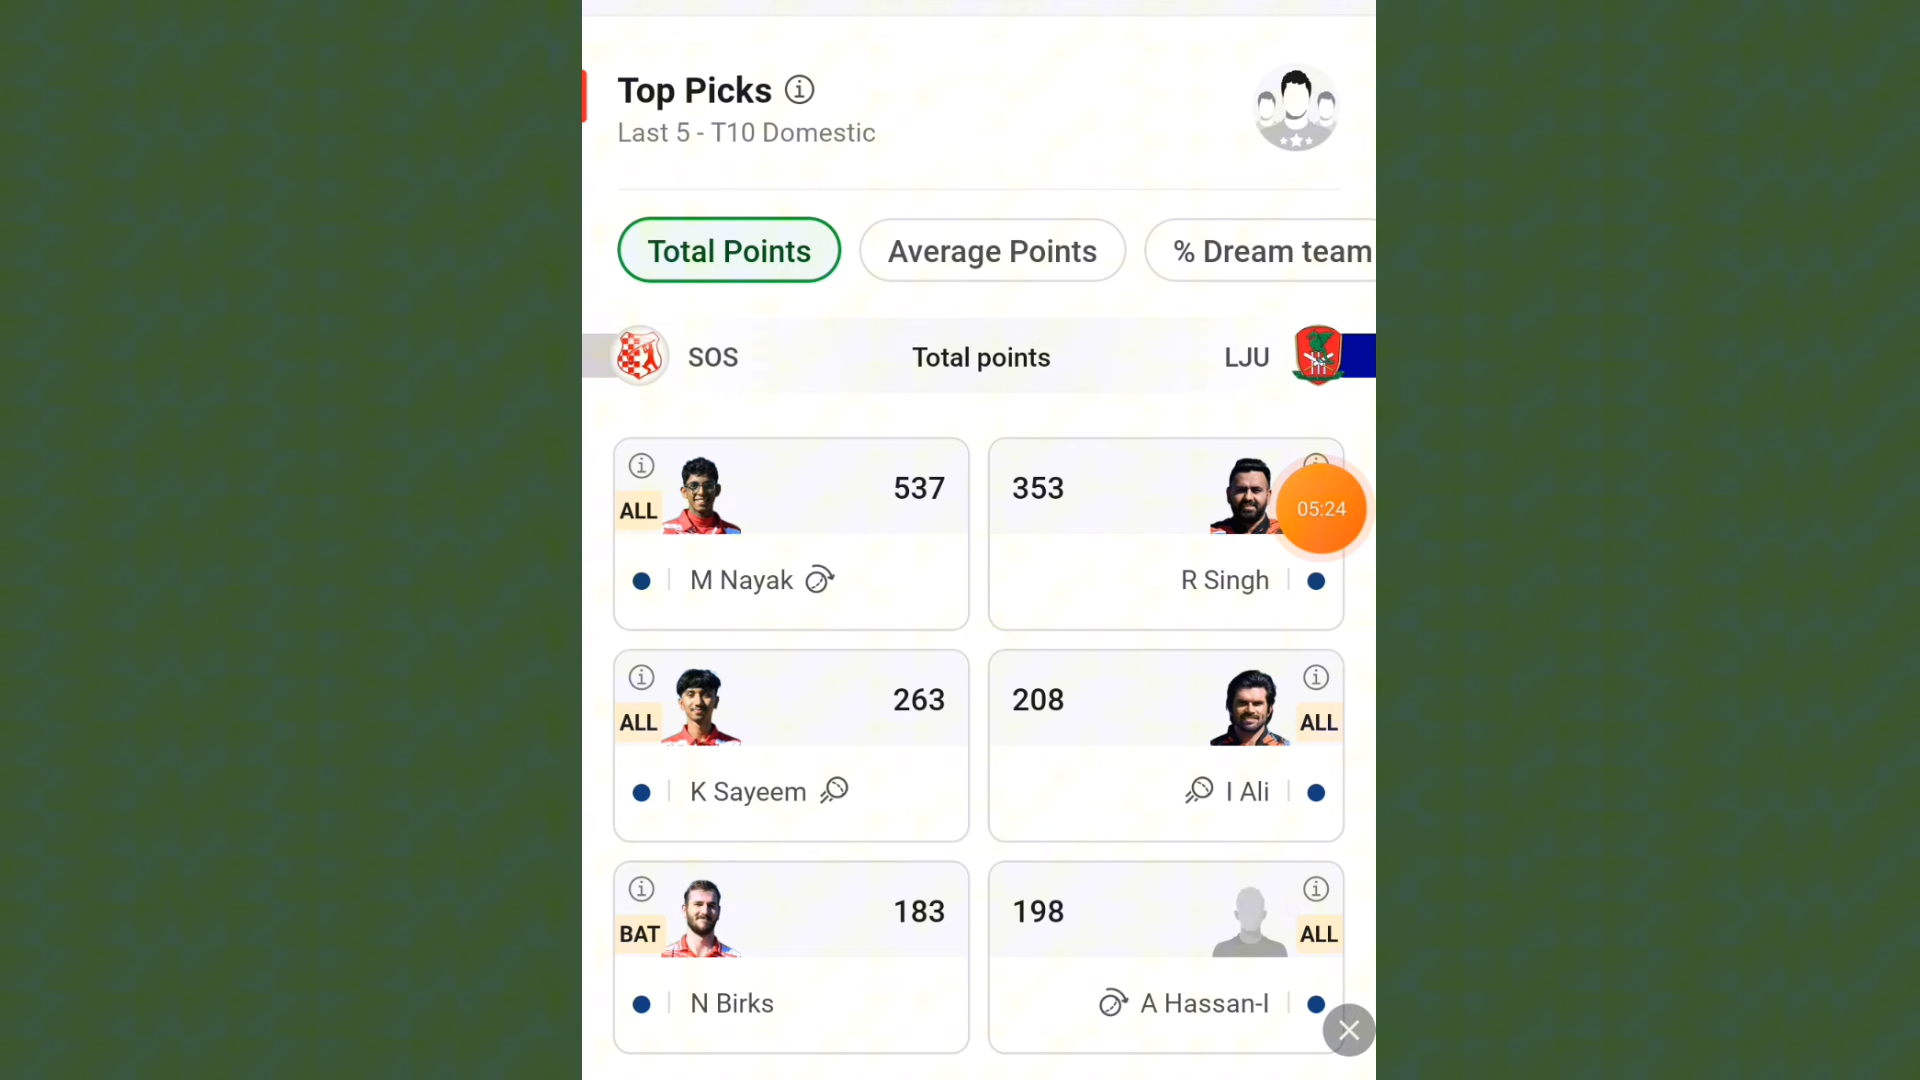 Top Picks
Last 5 - T10 Domestic
Total Points
Average Points
% Dream team
SOS
Total points
LJU
ALL
537
353
05:24
M Nayak
R Singh
ALL
263
208
ALL
K Sayeem
I Ali
BAT
183
198
ALL
N Birks
A Hassan-I